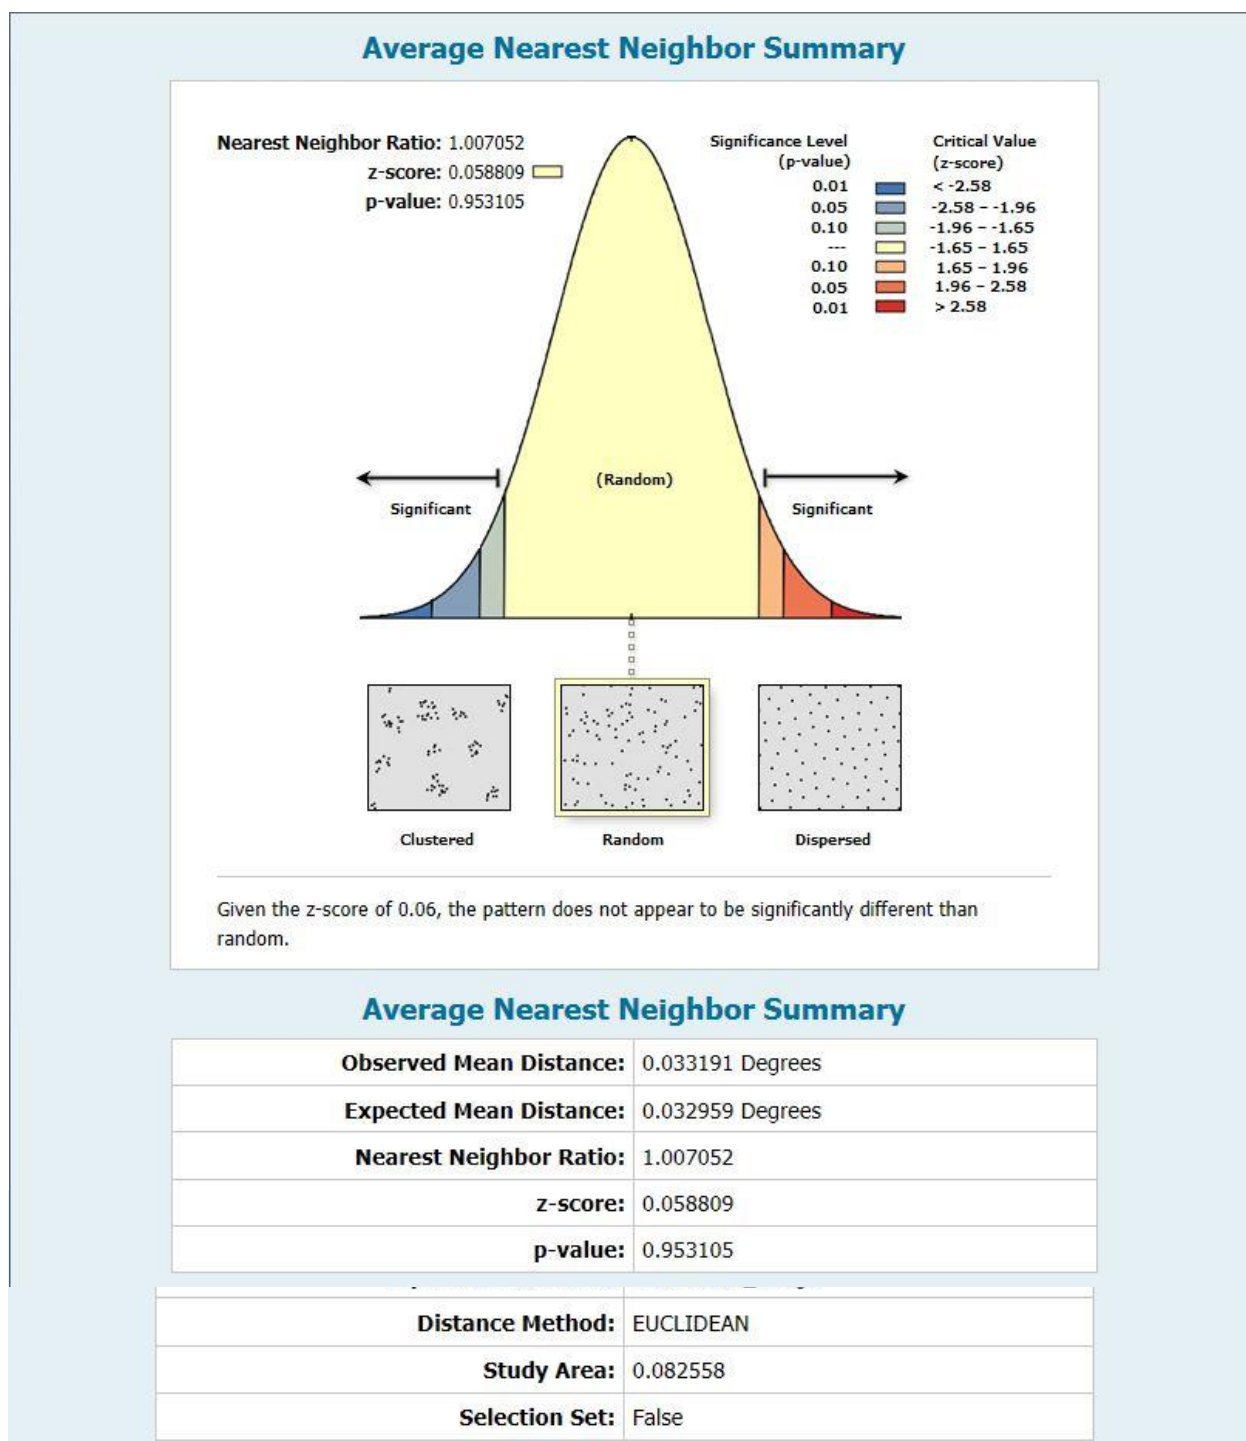 Average Nearest Neighbor Summary
Nearest Neighbor Ratio: 1.007052
z-score: 0.058809
p-value: 0.953105
Significance Level (p-value)
Critical Value (z-score)
0.01 < -2.58
0.05 -2.58 – -1.96
0.10 -1.96 – -1.65
--- -1.65 – 1.65
0.10 1.65 – 1.96
0.05 1.96 – 2.58
0.01 > 2.58
(Random)
Significant
Significant
Clustered
Random
Dispersed
Given the z-score of 0.06, the pattern does not appear to be significantly different than
random.
Average Nearest Neighbor Summary
Observed Mean Distance: 0.033191 Degrees
Expected Mean Distance: 0.032959 Degrees
Nearest Neighbor Ratio: 1.007052
z-score: 0.058809
p-value: 0.953105
Distance Method: EUCLIDEAN
Study Area: 0.082558
Selection Set: False